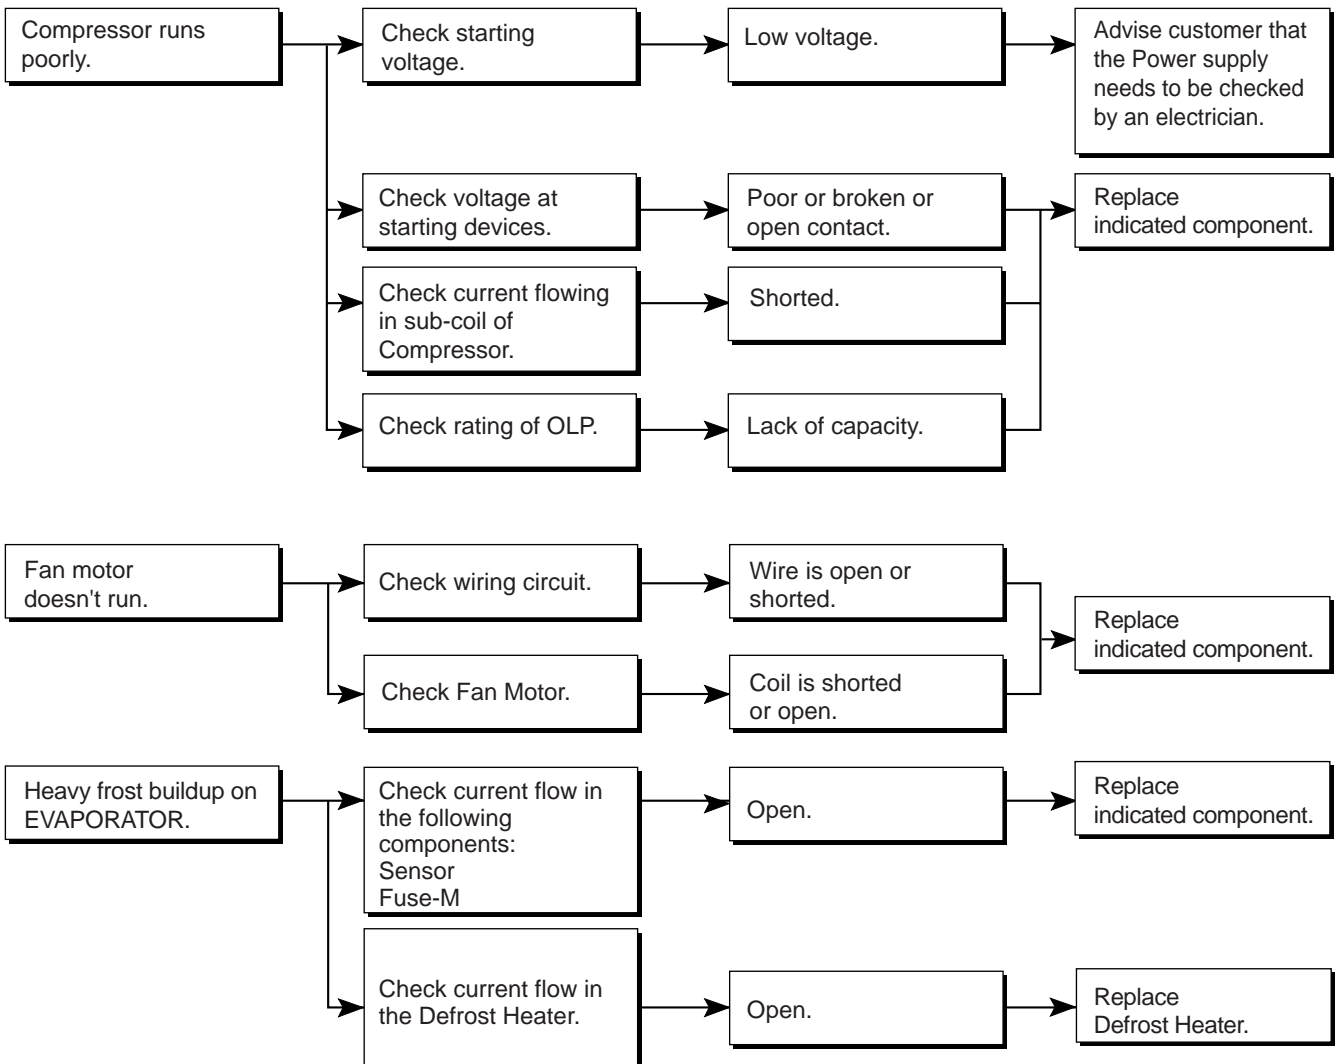 Compressor runs
poorly.
Check starting
voltage.
Low voltage.
Advise customer that
the Power supply
needs to be checked
by an electrician.
Check voltage at
starting devices.
Poor or broken or
open contact.
Replace
indicated component.
Check current flowing
in sub-coil of
Compressor.
Shorted.
Check rating of OLP.
Lack of capacity.
Fan motor
doesn't run.
Check wiring circuit.
Wire is open or
shorted.
Replace
indicated component.
Check Fan Motor.
Coil is shorted
or open.
Heavy frost buildup on
EVAPORATOR.
Check current flow in
the following
components:
Sensor
Fuse-M
Open.
Replace
indicated component.
Check current flow in
the Defrost Heater.
Open.
Replace
Defrost Heater.